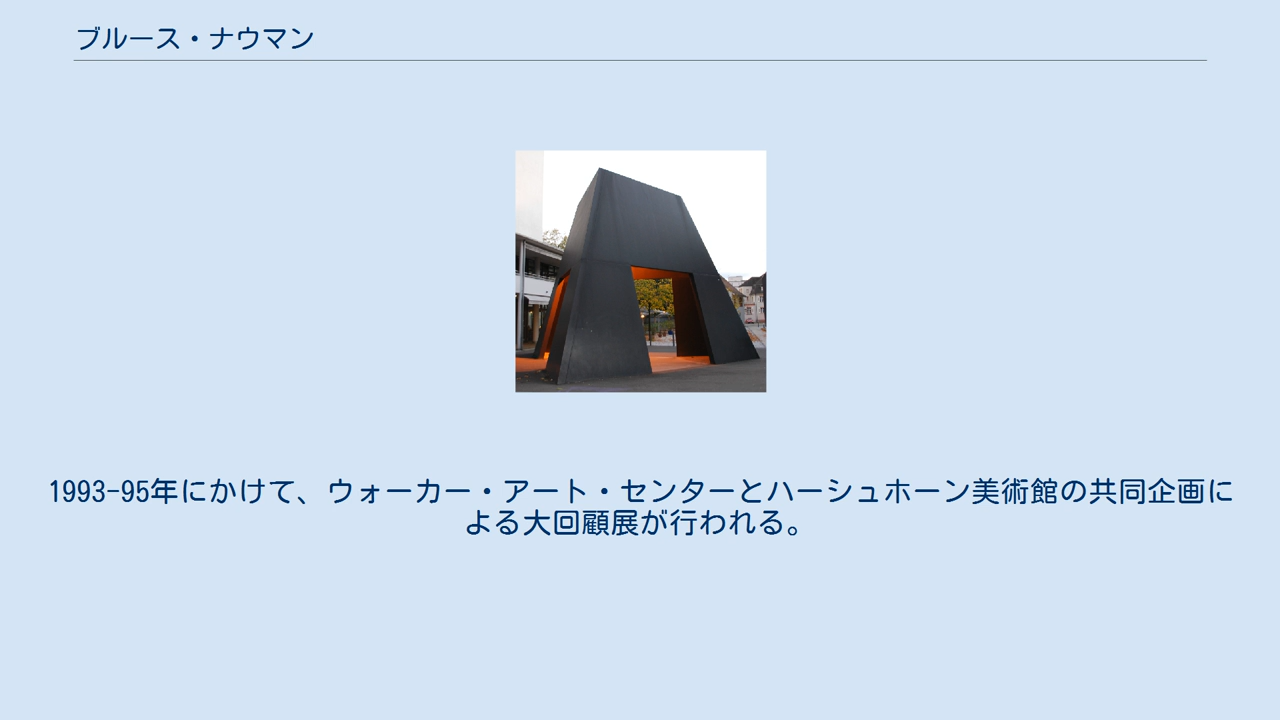 ブルース・ナウマン
1993-95年にかけて、ウォーカー・アート・センターとハーシュホーン美術館の共同企画に
よる大回顧展が行われる。